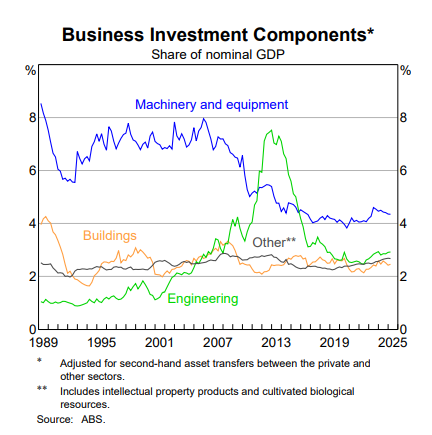 Business Investment Components*
Share of nominal GDP
% %
Machinery and equipment
8 8
6 6
4 4
Buildings
Other**
2 2
Engineering
0 0
1989 1995 2001 2007 2013 2019 2025
* Adjusted for second-hand asset transfers between the private and
other sectors.
** Includes intellectual property products and cultivated biological
resources.
Source: ABS.